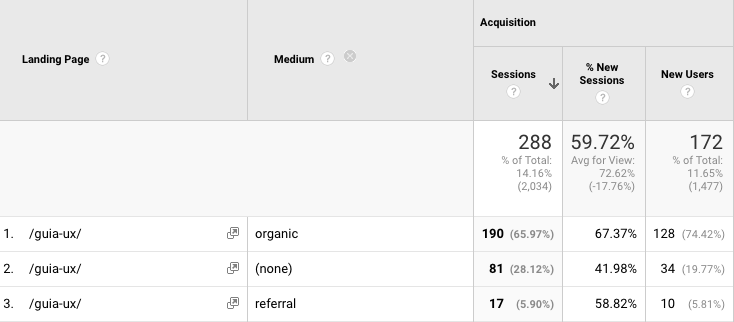 Acquisition
Landing Page ? Medium ? Sessions ? % New Sessions ? New Users ?
288 59.72% 172
% of Total: Avg for View: % of Total:
14.16% 72.62% 11.65%
(2,034) (-17.76%) (1,477)
1. /guia-ux/ organic 190 (65.97%) 67.37% 128 (74.42%)
2. /guia-ux/ (none) 81 (28.12%) 41.98% 34 (19.77%)
3. /guia-ux/ referral 17 (5.90%) 58.82% 10 (5.81%)